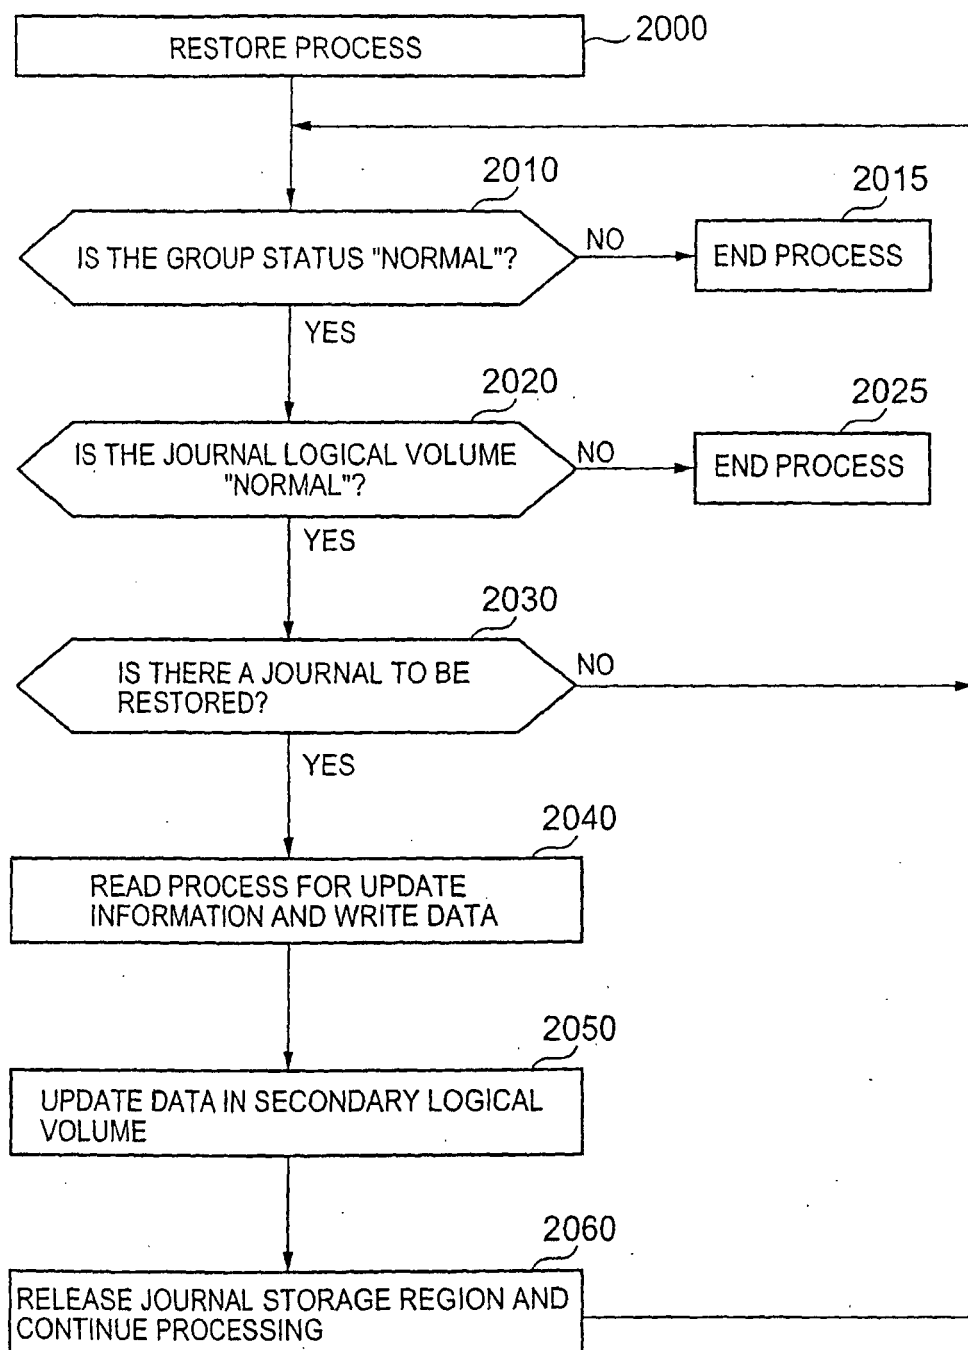 2000
RESTORE PROCESS
2010
IS THE GROUP STATUS "NORMAL"?
NO
2015
END PROCESS
YES
2020
IS THE JOURNAL LOGICAL VOLUME
"NORMAL"?
NO
2025
END PROCESS
YES
2030
IS THERE A JOURNAL TO BE
RESTORED?
NO
YES
2040
READ PROCESS FOR UPDATE
INFORMATION AND WRITE DATA
2050
UPDATE DATA IN SECONDARY LOGICAL
VOLUME
2060
RELEASE JOURNAL STORAGE REGION AND
CONTINUE PROCESSING